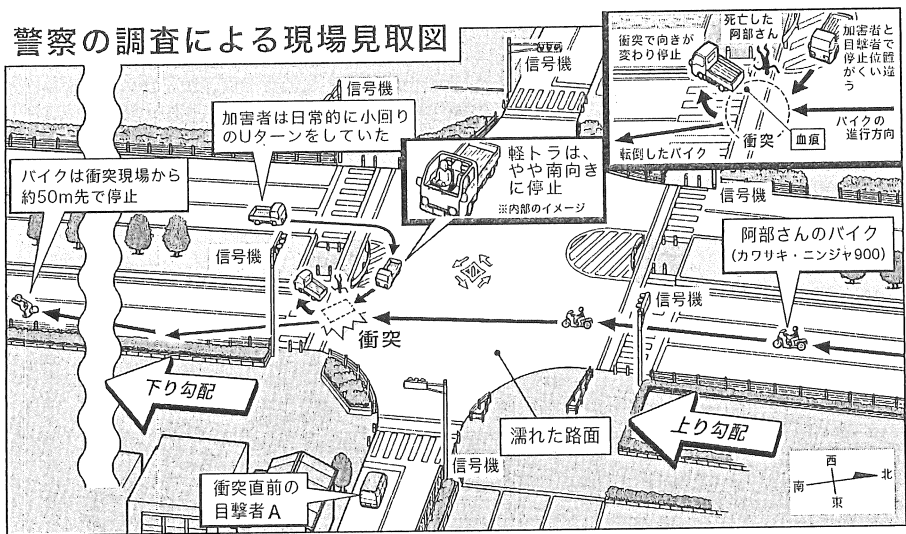 警察の調査による現場見取図
信号機
信号機
加害者は日常的に小回り
のUターンをしていた
バイクは衝突現場から
約50m先で停止
軽トラは、
やや南向き
に停止
※内部のイメージ
死亡した
阿部さん
衝突で向きが
変わり停止
加害者と
目撃者で
停止位置
がくい違
う
バイクの
進行方向
衝突
血痕
転倒したバイク
信号機
阿部さんのバイク
(カワサキ・ニンジャ900)
信号機
信号機
衝突
下り勾配
濡れた路面
上り勾配
信号機
衝突直前の
目撃者A
西
南
北
東